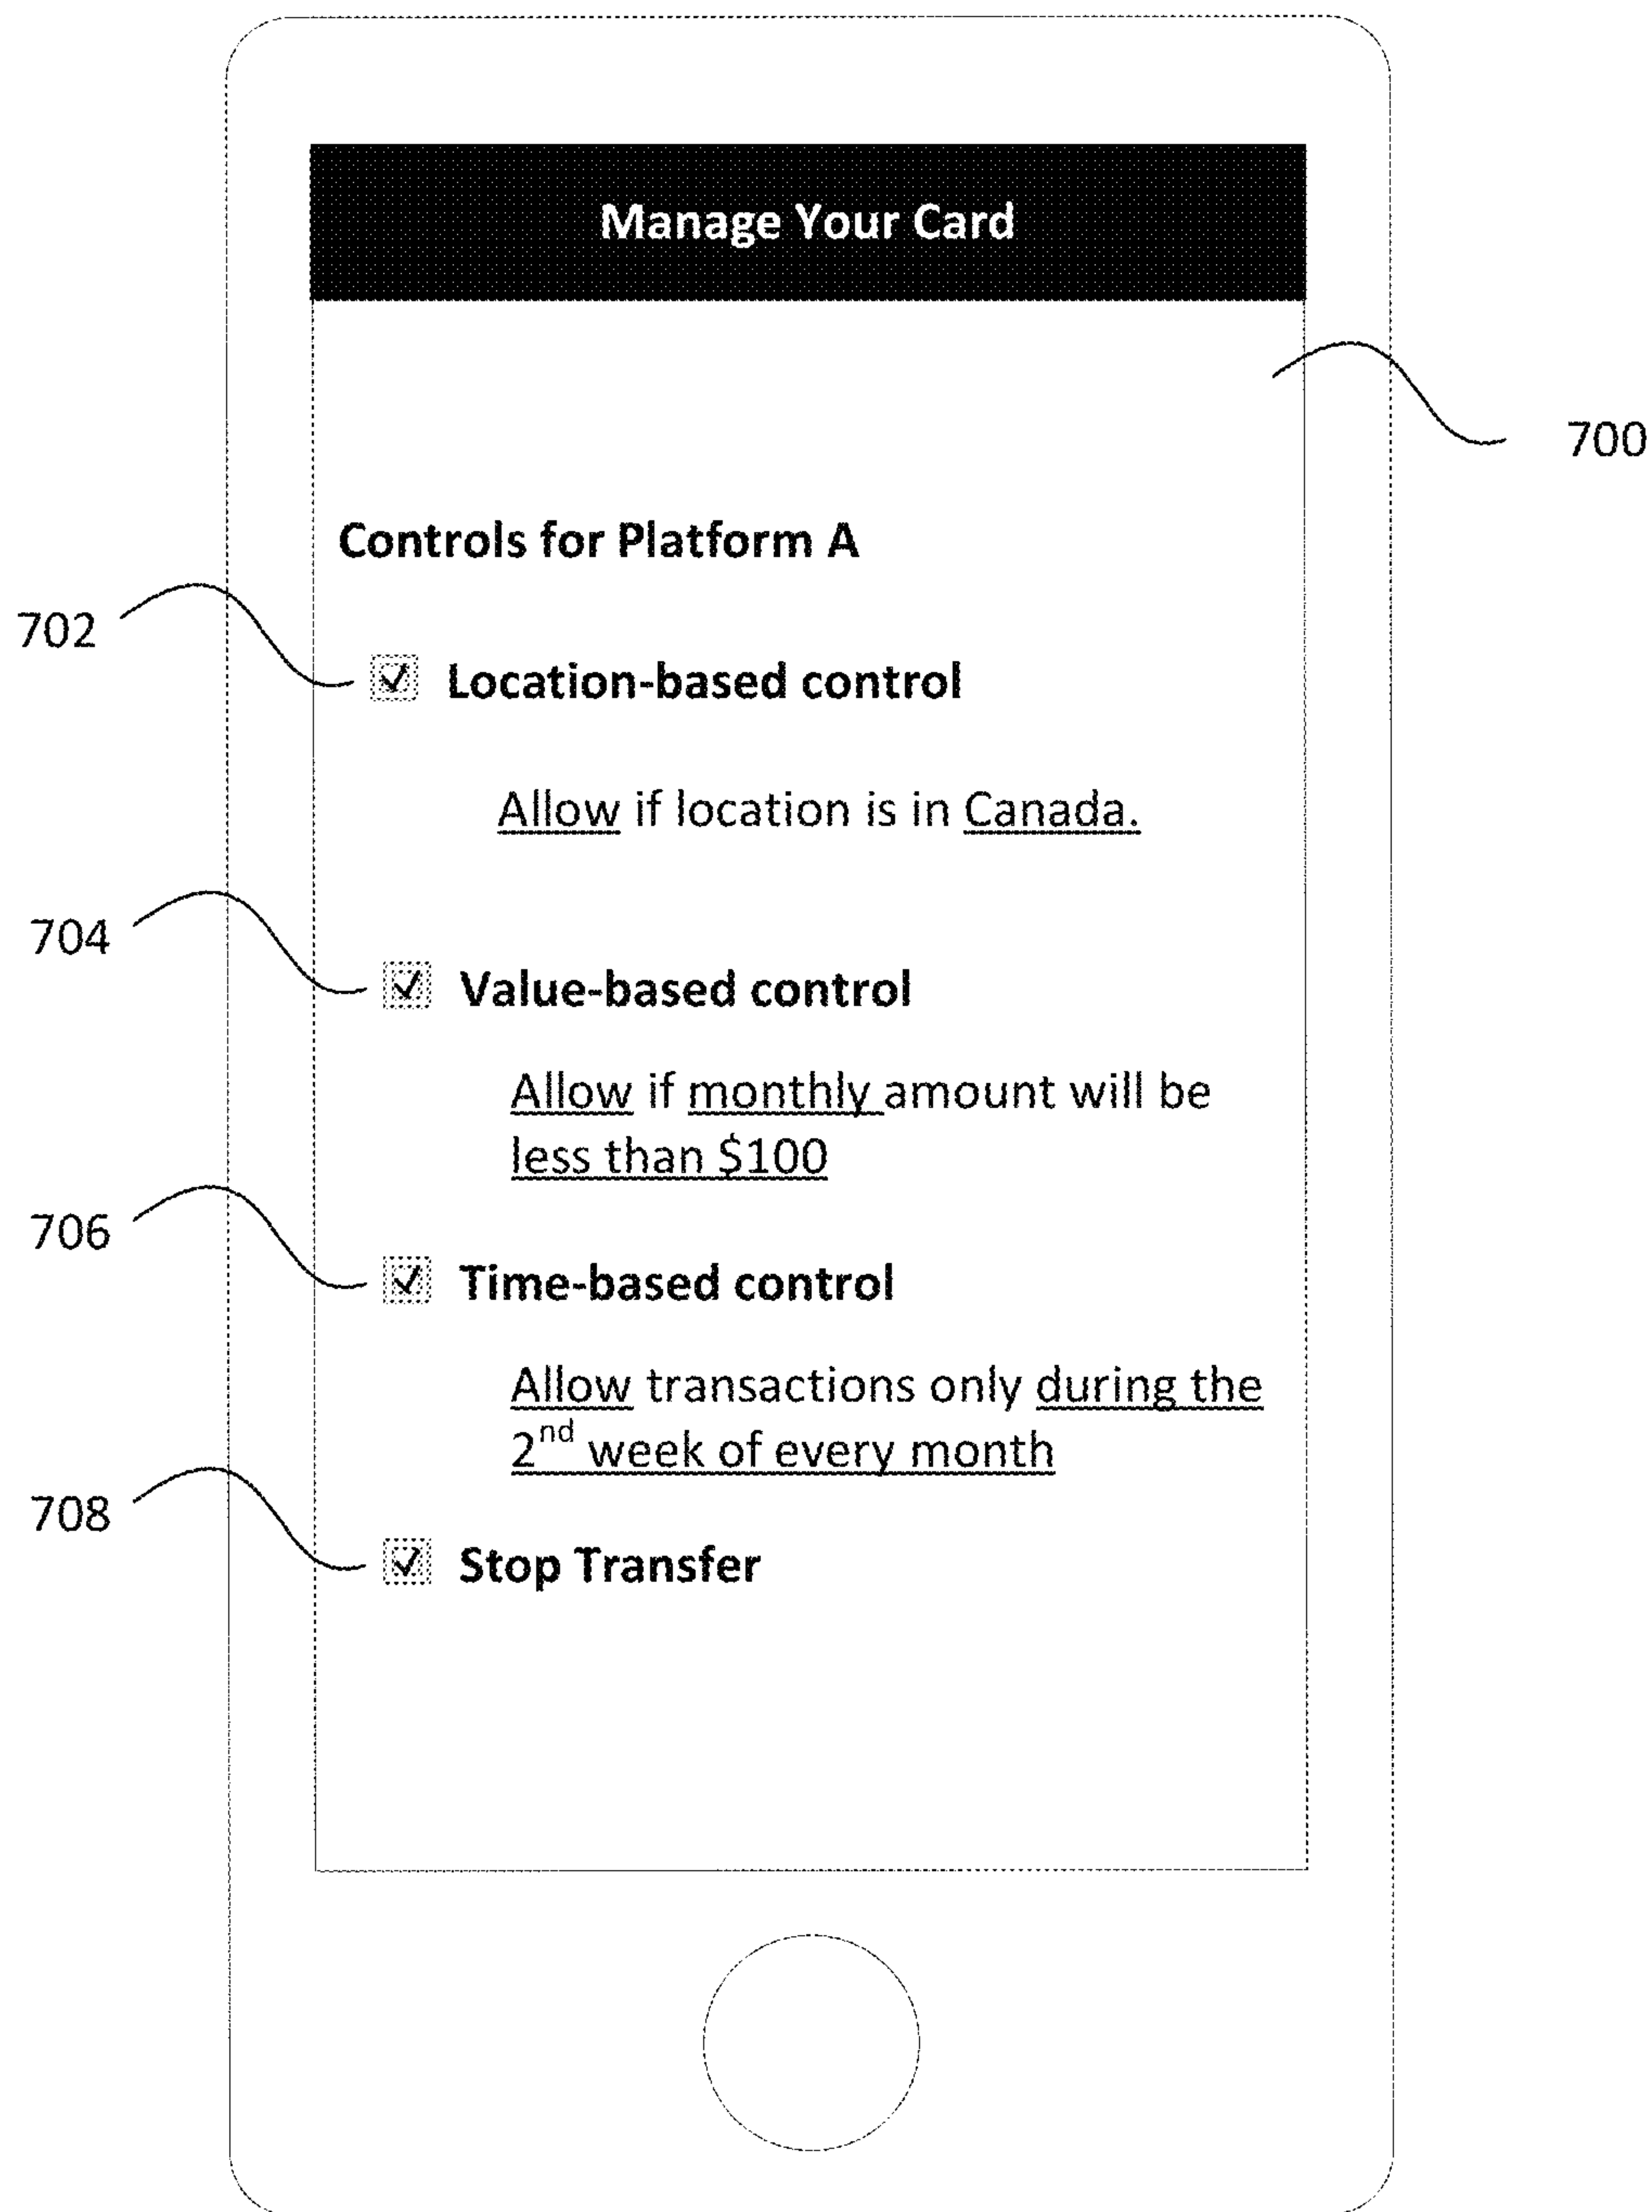 Manage Your Card
700
Controls for Platform A
702
Location-based control
Allow if location is in Canada.
704
Value-based control
Allow if monthly amount will be
less than $100
706
Time-based control
Allow transactions only during the
2nd week of every month
708
Stop Transfer